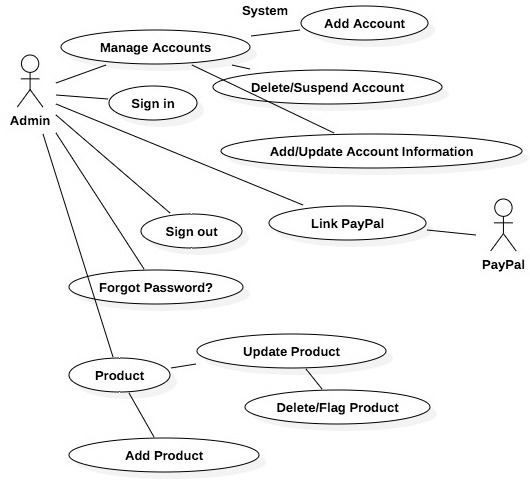 System
Add Account
Manage Accounts
Delete/Suspend Account
Sign in
Admin
Add/Update Account Information
Link PayPal
Sign out
PayPal
Forgot Password?
Update Product
Product
Delete/Flag Product
Add Product